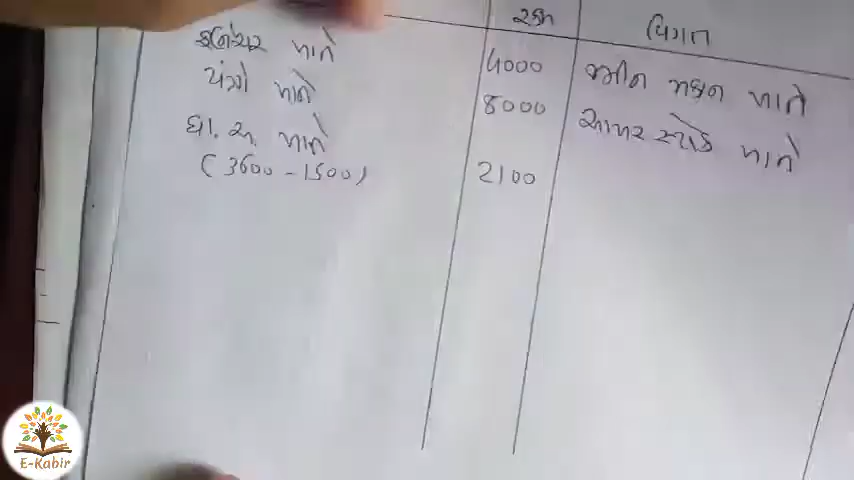 રકમ વિગત
ફર્નિચર ખાતે 4000 જમીન મકાન ખાતે
યંત્રો ખાતે 8000 આખર સ્ટોક ખાતે
ઘા. અ. ખાતે
(3600 - 1500) 2100
E-Kabir